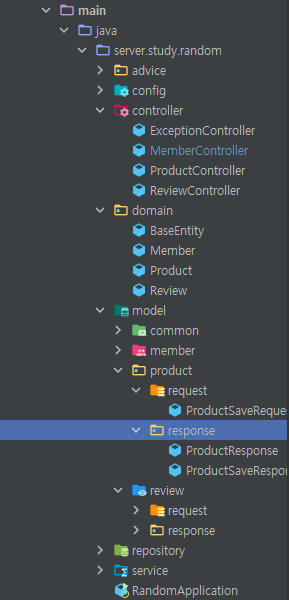 main
java
server.study.random
advice
config
controller
ExceptionController
MemberController
ProductController
ReviewController
domain
BaseEntity
Member
Product
Review
model
common
member
product
request
ProductSaveReque
response
ProductResponse
ProductSaveRespor
review
request
response
repository
service
RandomApplication